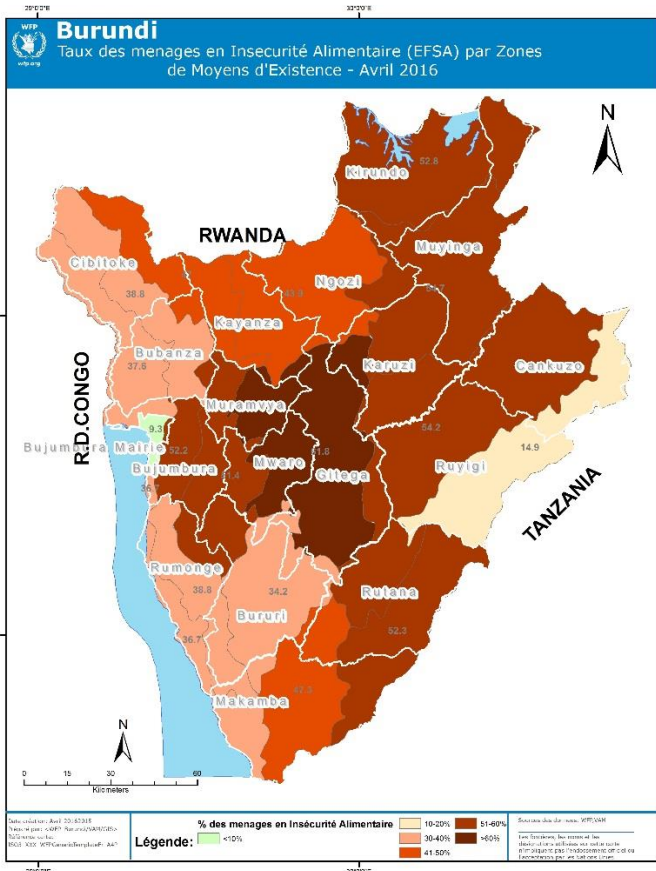 WFP
wfp.org
Burundi
Taux des menages en Insecurité Alimentaire (EFSA) par Zones
de Moyens d'Existence - Avril 2016
N
52.8
Kirundo
RWANDA
Muyinga
Cibitoke
Ngozi
38.8
Kayanza
Bubanza
37.6
Karuzi
Cankuzo
R.D.CONGO
Muramvya
9.3
54.2
Bujumbura Mairie
52.2
14.9
Bujumbura
Mwaro
Gitega
Ruyigi
TANZANIA
Rumonge
38.8
34.2
Rutana
Bururi
36.7
52.3
Makamba
N
0 15 30 60
Kilometers
% des menages en Insécurité Alimentaire
Légende:
<10%
10-20%
30-40%
41-50%
51-60%
>60%